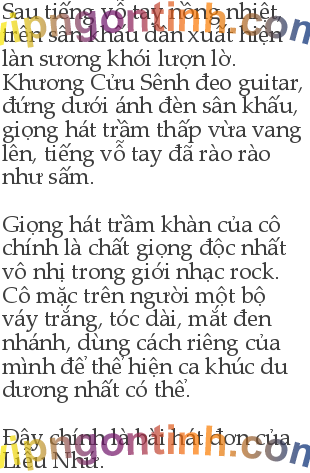 Sau tiếng vỗ tay nồng nhiệt,
trên sân khấu dần xuất hiện
làn sương khói lượn lờ.
Khương Cửu Sênh đeo guitar,
đứng dưới ánh đèn sân khấu,
giọng hát trầm thấp vừa vang
lên, tiếng vỗ tay đã rào rào
như sấm.
Giọng hát trầm khàn của cô
chính là chất giọng độc nhất
vô nhị trong giới nhạc rock.
Cô mặc trên người một bộ
váy trắng, tóc dài, mắt đen
nhánh, dùng cách riêng của
mình để thể hiện ca khúc du
dương nhất có thể.
Đây chính là bài hát đơn của
Liễu Như.